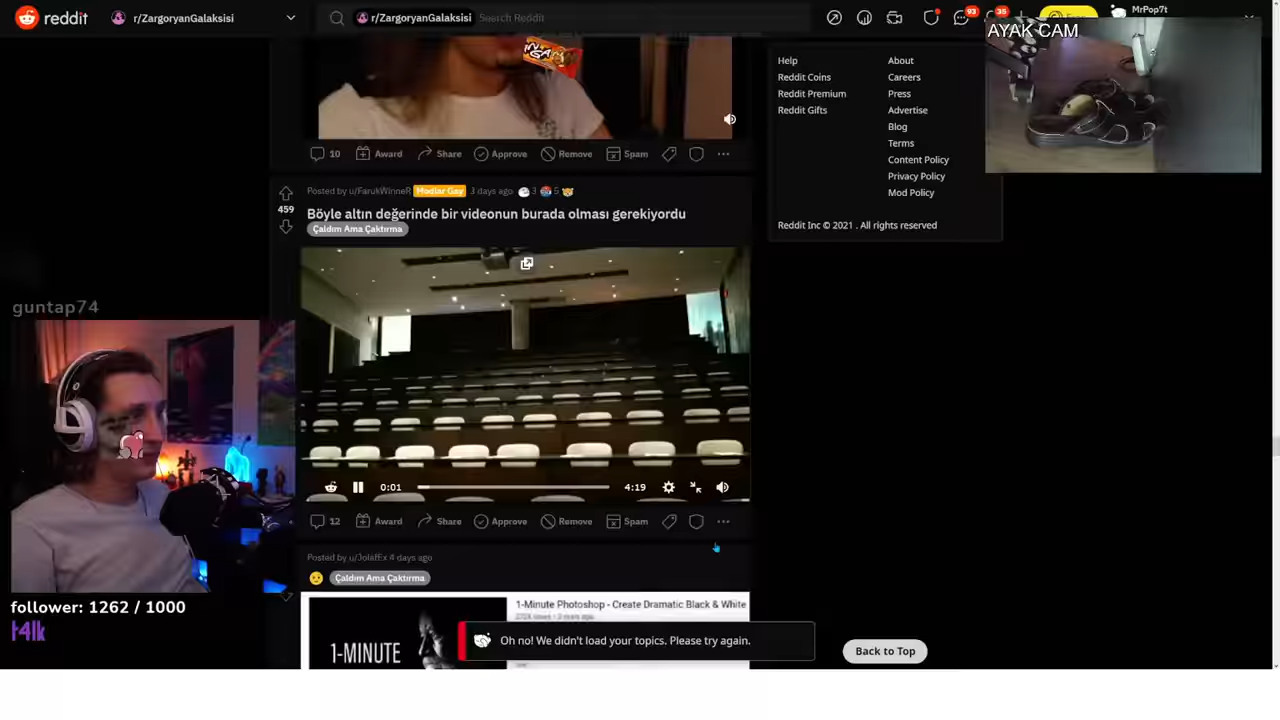 reddit
r/ZargoryanGalaksisi
r/ZargoryanGalaksisi Search Reddit
93
35
MrPop7t
AYAK CAM
Help
About
Reddit Coins
Careers
Reddit Premium
Press
Reddit Gifts
Advertise
Blog
Terms
Content Policy
Privacy Policy
Mod Policy
Reddit Inc © 2021 . All rights reserved
10 Award Share Approve Remove Spam
Posted by u/FarukWinneR Modlar Gay 3 days ago 3 5
459
Böyle altın değerinde bir videonun burada olması gerekiyordu
Çaldım Ama Çaktırma
0:01
4:19
12 Award Share Approve Remove Spam
4 days ago
Çaldım Ama Çaktırma
1-Minute Photoshop - Create Dramatic Black & White
1-MINUTE
Oh no! We didn't load your topics. Please try again.
Back to Top
guntap74
follower: 1262 / 1000